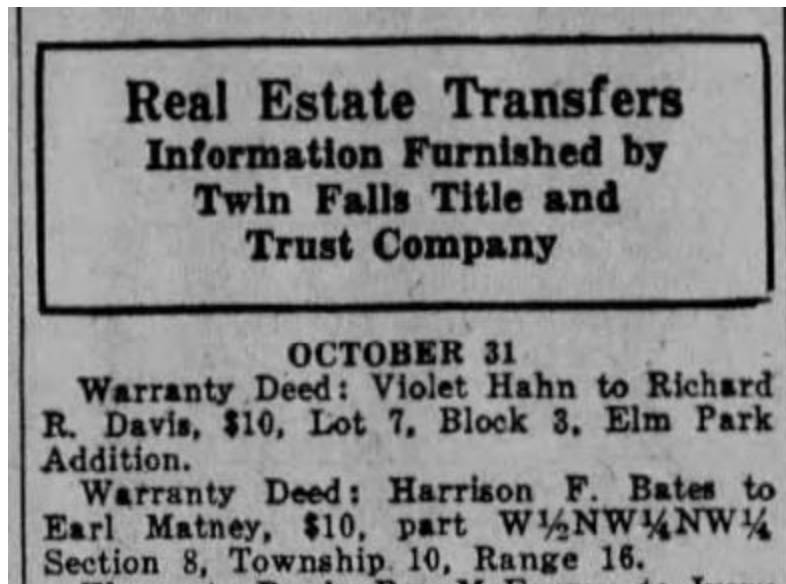 Real Estate Transfers
Information Furnished by
Twin Falls Title and
Trust Company
OCTOBER 31
Warranty Deed: Violet Hahn to Richard
R. Davis, $10, Lot 7, Block 3, Elm Park
Addition.
Warranty Deed: Harrison F. Bates to
Earl Matney, $10, part W½NW¼NW¼
Section 8, Township 10, Range 16.